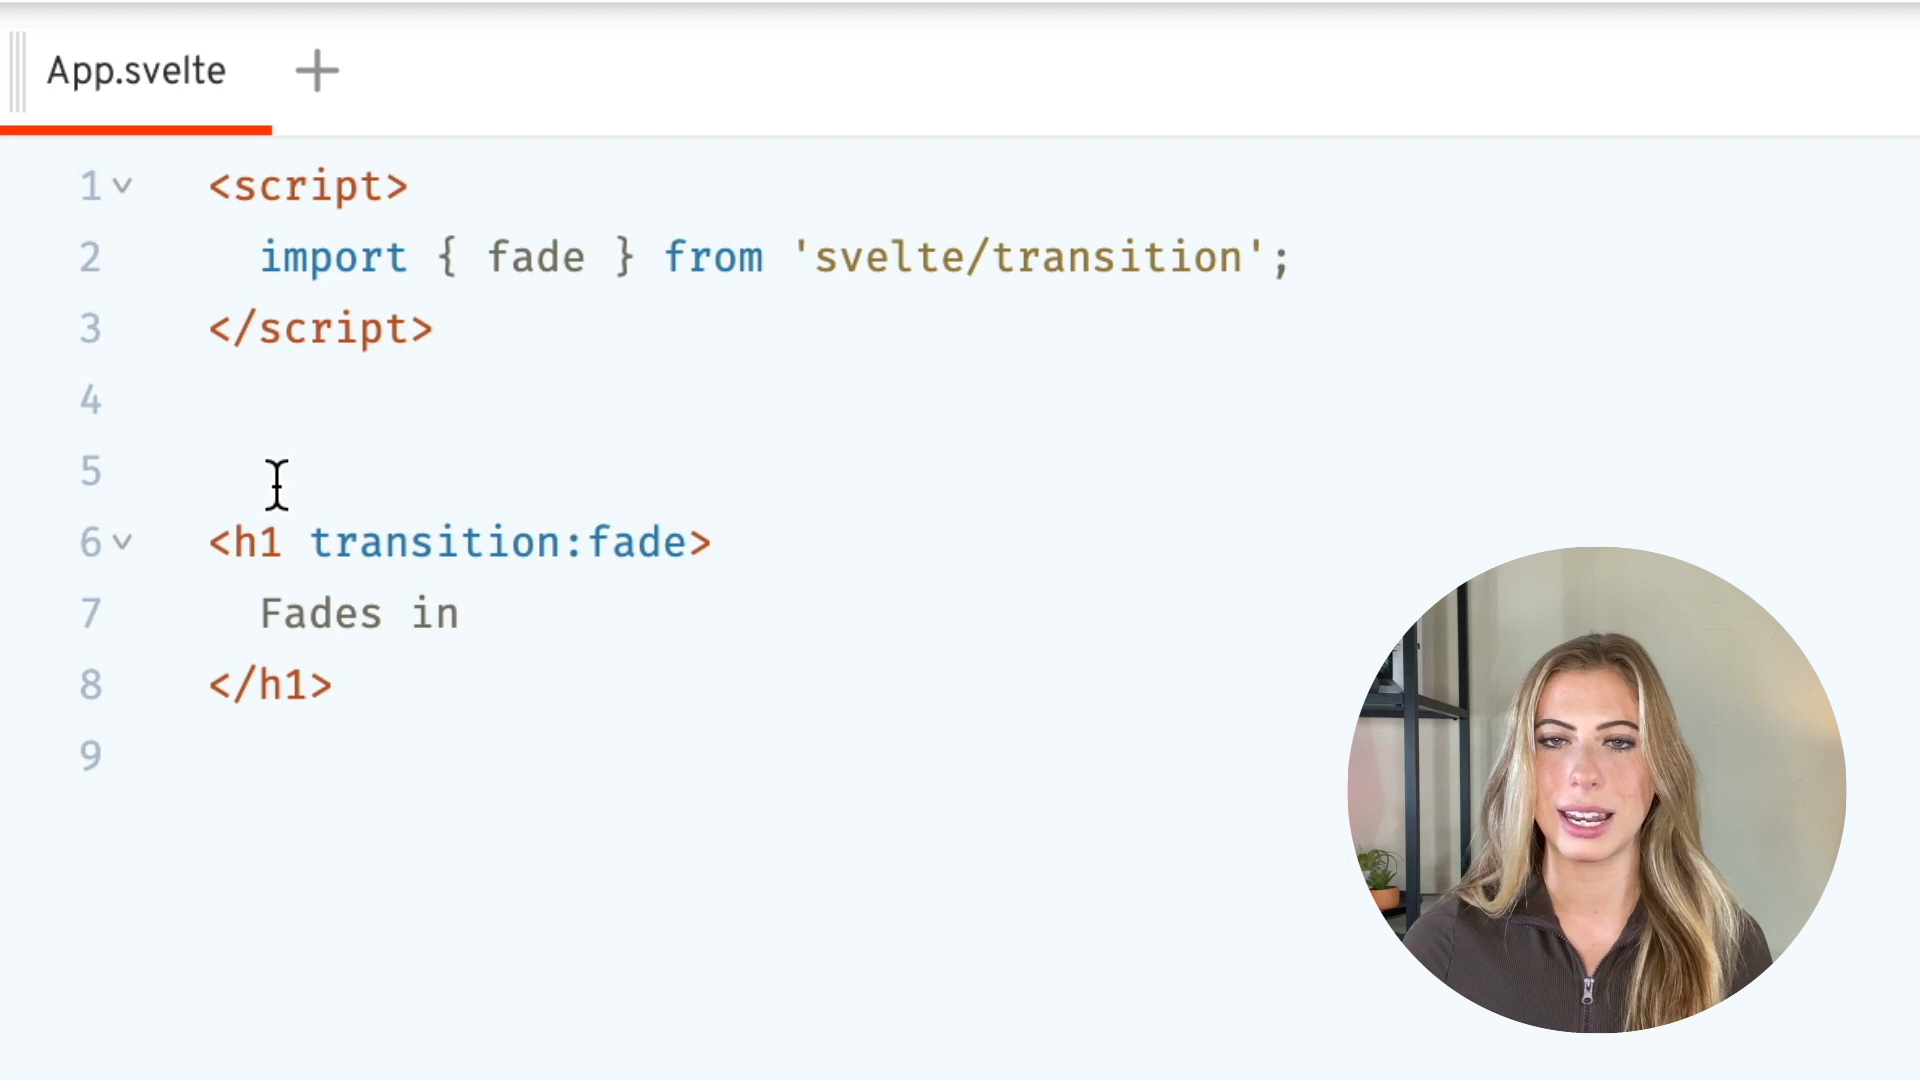 App.svelte
1 <script>
2 import { fade } from 'svelte/transition';
3 </script>
4
5
6 <h1 transition:fade>
7 Fades in
8 </h1>
9